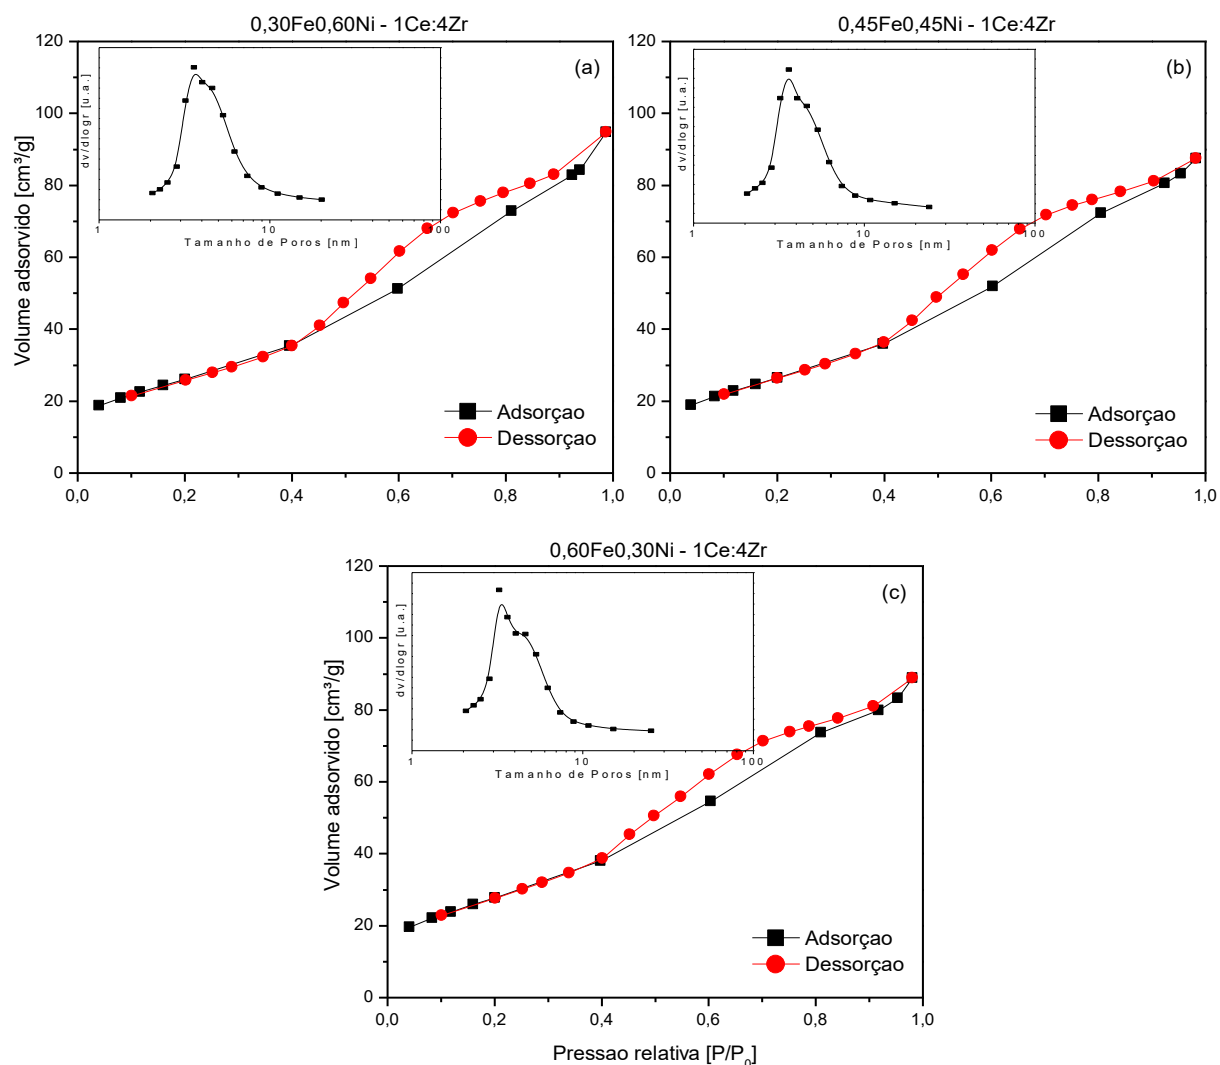 0,30Fe0,60Ni - 1Ce:4Zr
(a)
dv/dlogr [u.a.]
1
10
100
Tamanho de Poros [nm]
Volume adsorvido [cm³/g]
120
100
80
60
40
20
0
Adsorçao
Dessorçao
0,0 0,2 0,4 0,6 0,8 1,0
0,45Fe0,45Ni - 1Ce:4Zr
(b)
dv/dlogr [u.a.]
1
10
100
Tamanho de Poros [nm]
120
100
80
60
40
20
0
Adsorçao
Dessorçao
0,0 0,2 0,4 0,6 0,8 1,0
0,60Fe0,30Ni - 1Ce:4Zr
(c)
dv/dlogr [u.a.]
1
10
100
Tamanho de Poros [nm]
Volume adsorvido [cm³/g]
120
100
80
60
40
20
0
Adsorçao
Dessorçao
0,0 0,2 0,4 0,6 0,8 1,0
Pressao relativa [P/P₀]